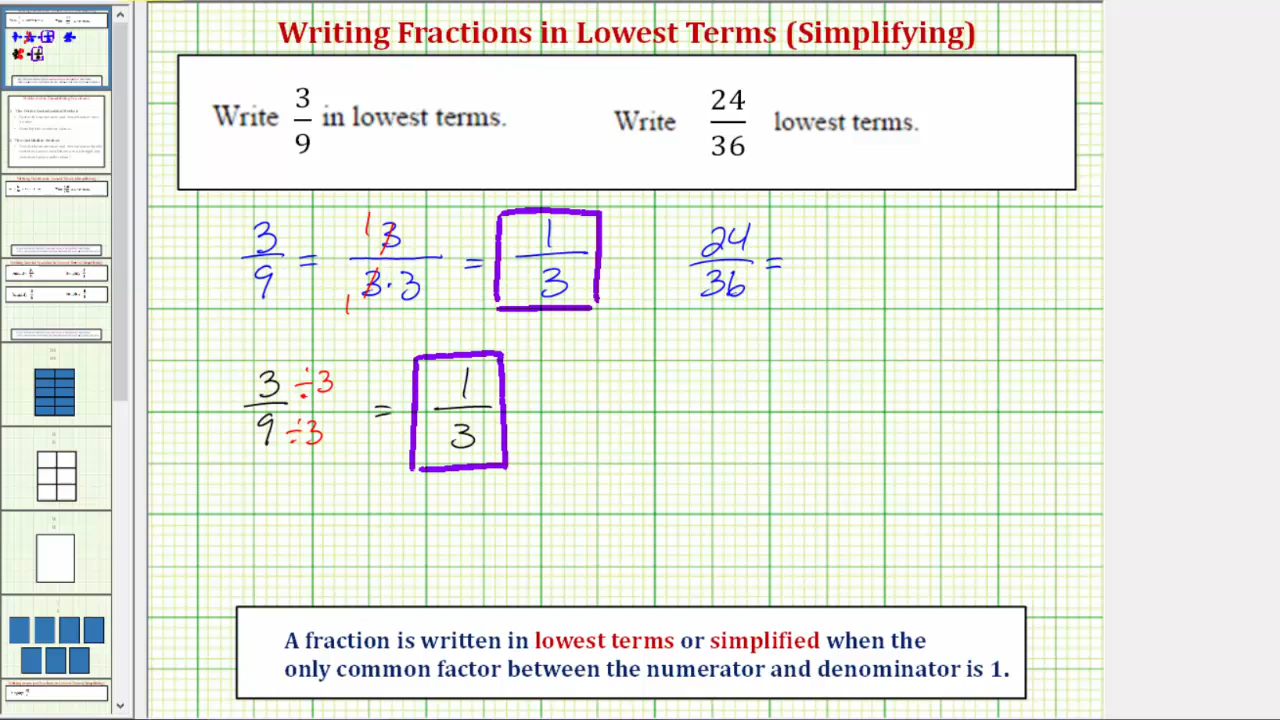 Writing Fractions in Lowest Terms (Simplifying)
Write 3/9 in lowest terms.
Write 24/36 lowest terms.
3/9 = 1 3 / 1 3 · 3 = 1/3
24/36 =
3 ÷3 / 9 ÷3 = 1/3
A fraction is written in lowest terms or simplified when the
only common factor between the numerator and denominator is 1.